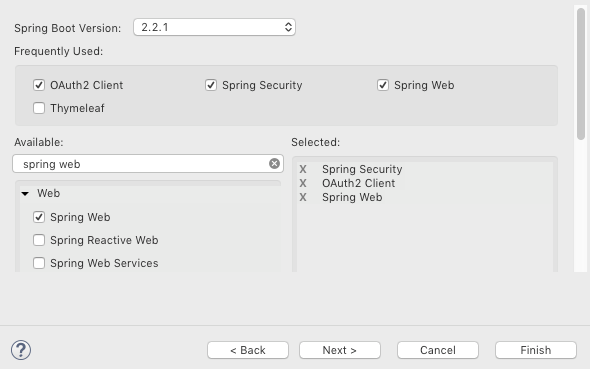 Spring Boot Version: 2.2.1
Frequently Used:
OAuth2 Client Spring Security Spring Web
Thymeleaf
Available: Selected:
spring web
X Spring Security
X OAuth2 Client
X Spring Web
Web
Spring Web
Spring Reactive Web
Spring Web Services
? < Back Next > Cancel Finish